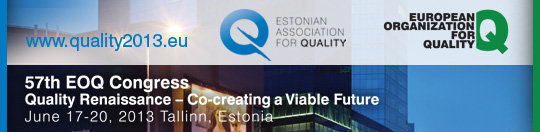 www.quality2013.eu
ESTONIAN
ASSOCIATION
FOR QUALITY
EUROPEAN
ORGANIZATION
FOR
QUALITY
57th EOQ Congress
Quality Renaissance – Co-creating a Viable Future
June 17-20, 2013 Tallinn, Estonia